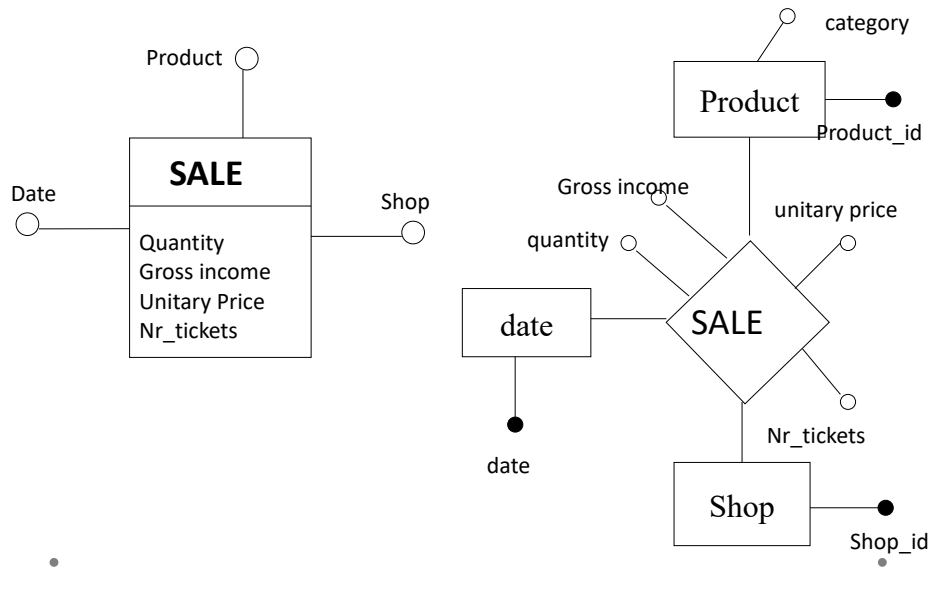 Product
SALE
Date
Shop
Quantity
Gross income
Unitary Price
Nr_tickets
category
Product
Product_id
Gross income
unitary price
quantity
date
SALE
Nr_tickets
date
Shop
Shop_id